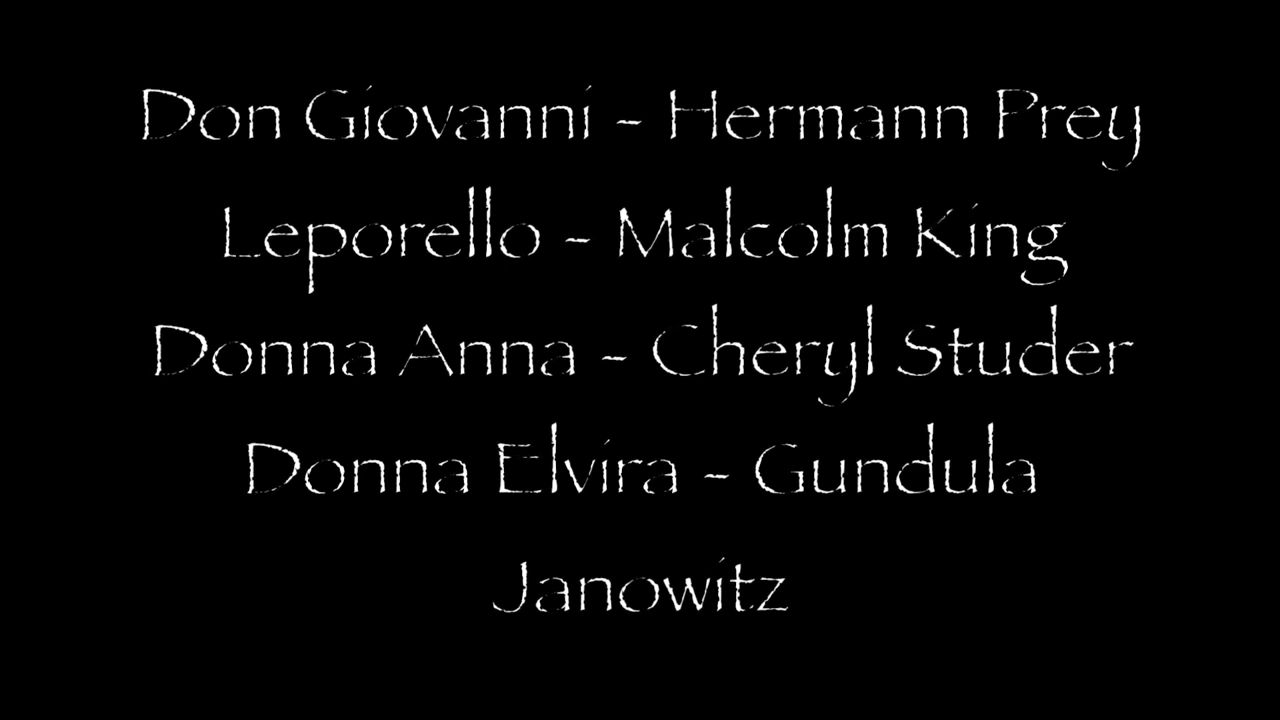 Don Giovanni - Hermann Prey
Leporello - Malcolm King
Donna Anna - Cheryl Studer
Donna Elvira - Gundula
Janowitz